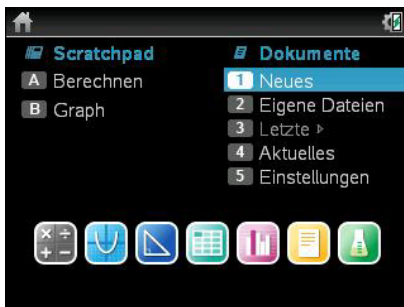 Scratchpad
A Berechnen
B Graph
Dokumente
1 Neues
2 Eigene Dateien
3 Letzte ▷
4 Aktuelles
5 Einstellungen